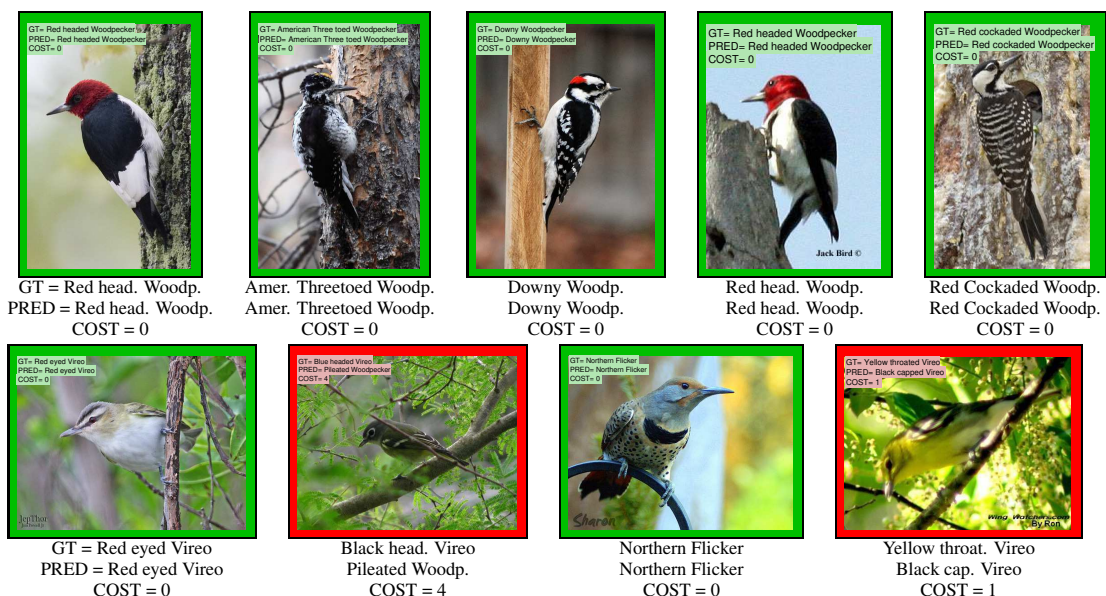 GT= Red headed Woodpecker
PRED= Red headed Woodpecker
COST= 0
GT= American Three toed Woodpecker
PRED= American Three toed Woodpecker
COST= 0
GT= Downy Woodpecker
PRED= Downy Woodpecker
COST= 0
GT= Red headed Woodpecker
PRED= Red headed Woodpecker
COST= 0
Jack Bird ©
GT= Red cockaded Woodpecker
PRED= Red cockaded Woodpecker
COST= 0
GT = Red head. Woodp.
PRED = Red head. Woodp.
COST = 0
Amer. Threetoed Woodp.
Amer. Threetoed Woodp.
COST = 0
Downy Woodp.
Downy Woodp.
COST = 0
Red head. Woodp.
Red head. Woodp.
COST = 0
Red Cockaded Woodp.
Red Cockaded Woodp.
COST = 0
GT= Red eyed Vireo
PRED= Red eyed Vireo
COST= 0
JenThor
GT= Blue headed Vireo
PRED= Pileated Woodpecker
COST= 4
GT= Northern Flicker
PRED= Northern Flicker
COST= 0
Sharon
GT= Yellow throated Vireo
PRED= Black capped Vireo
COST= 1
Wing Watchers.com
By Ron
GT = Red eyed Vireo
PRED = Red eyed Vireo
COST = 0
Black head. Vireo
Pileated Woodp.
COST = 4
Northern Flicker
Northern Flicker
COST = 0
Yellow throat. Vireo
Black cap. Vireo
COST = 1